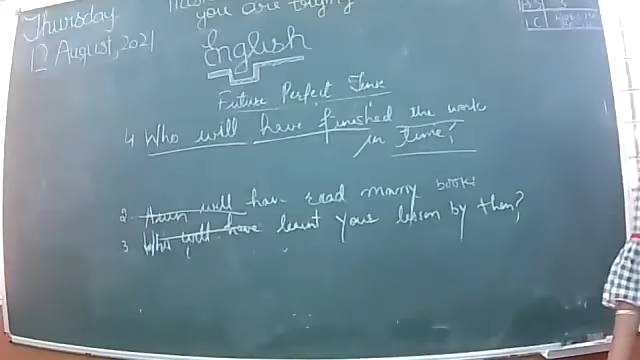 you are trying
Thursday
12 August, 2021
English
Future Perfect Tense
4 Who will have finished the work
in time?
2. Arun will have read many books
3 Who will have learnt your lesson by then?